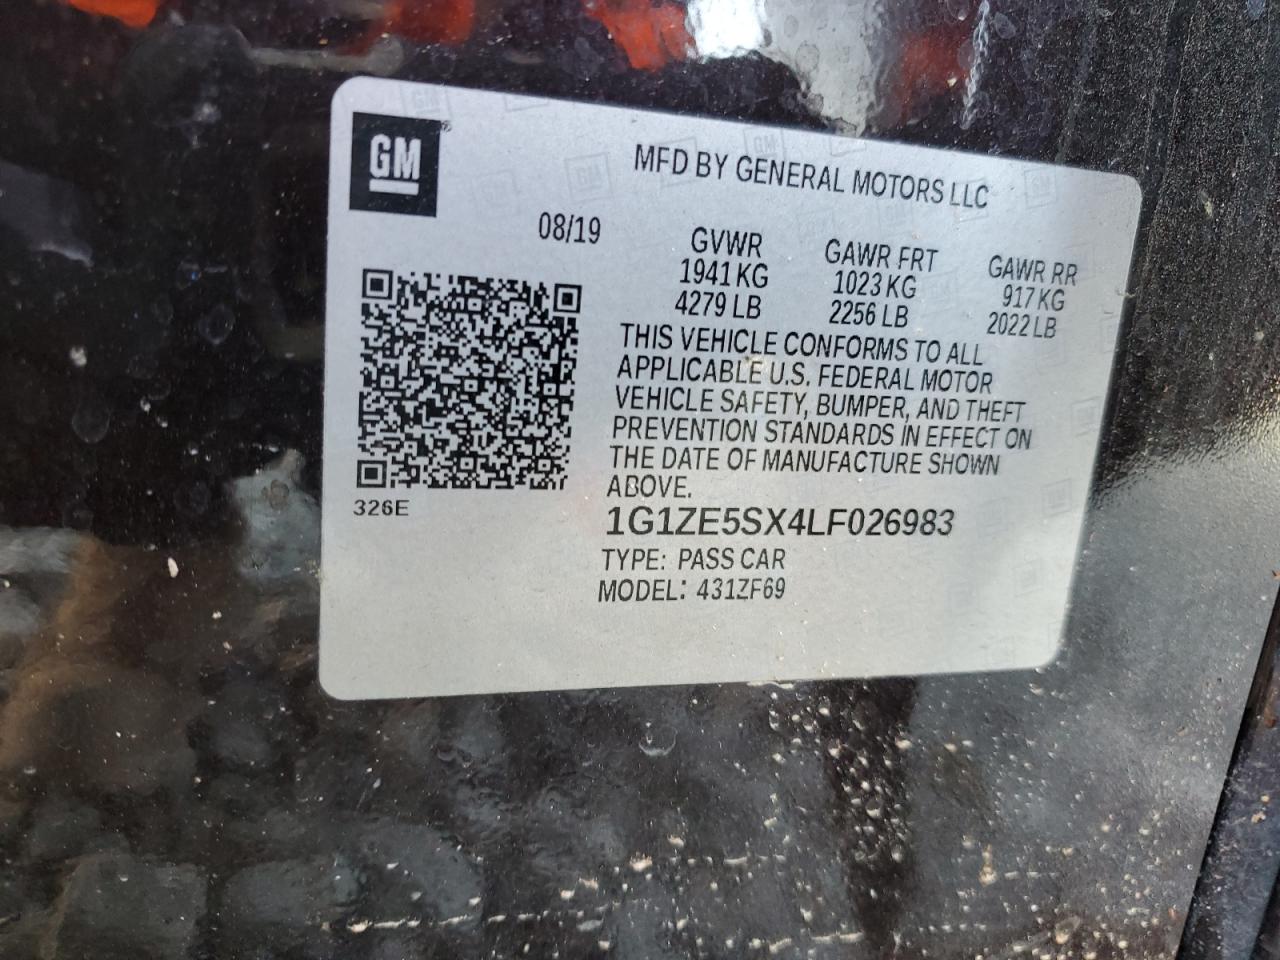 GM
MFD BY GENERAL MOTORS LLC
08/19
GVWR
1941 KG
4279 LB
GAWR FRT
1023 KG
2256 LB
GAWR RR
917 KG
2022 LB
THIS VEHICLE CONFORMS TO ALL
APPLICABLE U.S. FEDERAL MOTOR
VEHICLE SAFETY, BUMPER, AND THEFT
PREVENTION STANDARDS IN EFFECT ON
THE DATE OF MANUFACTURE SHOWN
ABOVE.
326E
1G1ZE5SX4LF026983
TYPE: PASS CAR
MODEL: 431ZF69